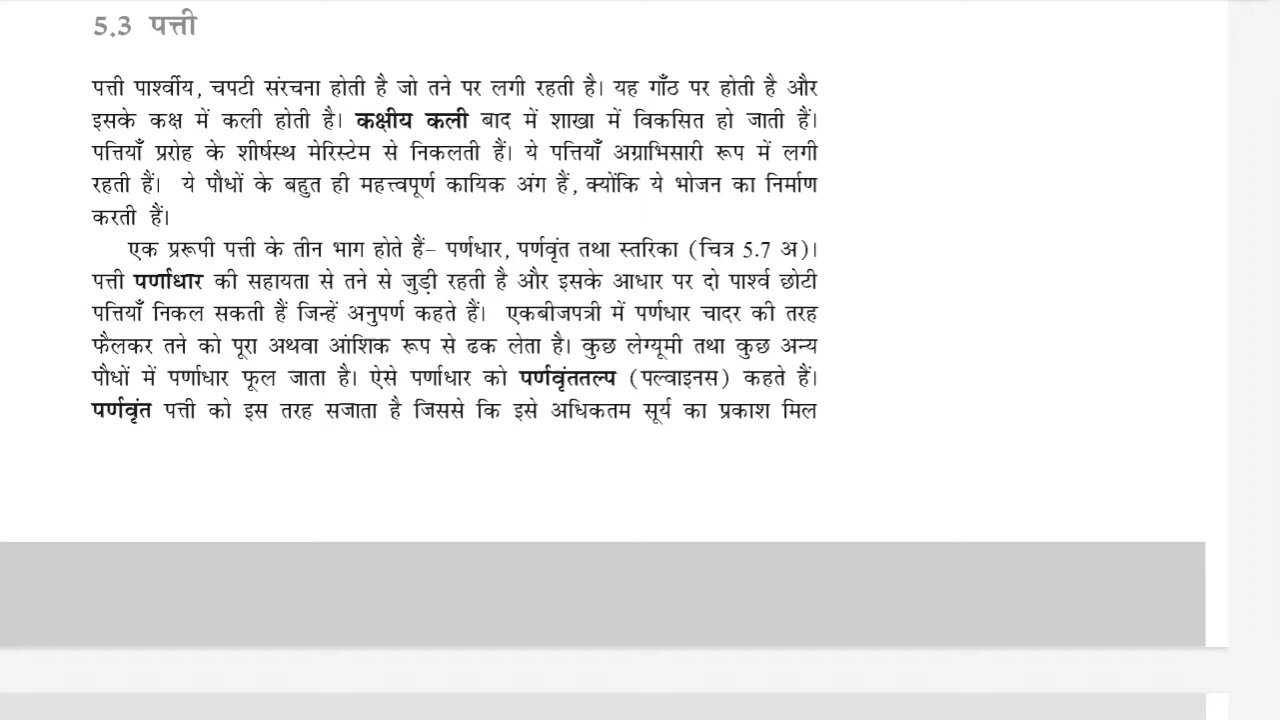 5.3 पत्ती
पत्ती पार्श्वीय, चपटी संरचना होती है जो तने पर लगी रहती है। यह गाँठ पर होती है और
इसके कक्ष में कली होती है। कक्षीय कली बाद में शाखा में विकसित हो जाती हैं।
पत्तियाँ प्ररोह के शीर्षस्थ मेरिस्टेम से निकलती हैं। ये पत्तियाँ अग्राभिसारी रूप में लगी
रहती हैं। ये पौधों के बहुत ही महत्त्वपूर्ण कायिक अंग हैं, क्योंकि ये भोजन का निर्माण
करती हैं।
एक प्ररूपी पत्ती के तीन भाग होते हैं– पर्णधार, पर्णवृंत तथा स्तरिका (चित्र 5.7 अ)।
पत्ती पर्णाधार की सहायता से तने से जुड़ी रहती है और इसके आधार पर दो पार्श्व छोटी
पत्तियाँ निकल सकती हैं जिन्हें अनुपर्ण कहते हैं। एकबीजपत्री में पर्णधार चादर की तरह
फैलकर तने को पूरा अथवा आंशिक रूप से ढक लेता है। कुछ लेग्यूमी तथा कुछ अन्य
पौधों में पर्णाधार फूल जाता है। ऐसे पर्णाधार को पर्णवृंततल्प (पल्वाइनस) कहते हैं।
पर्णवृंत पत्ती को इस तरह सजाता है जिससे कि इसे अधिकतम सूर्य का प्रकाश मिल